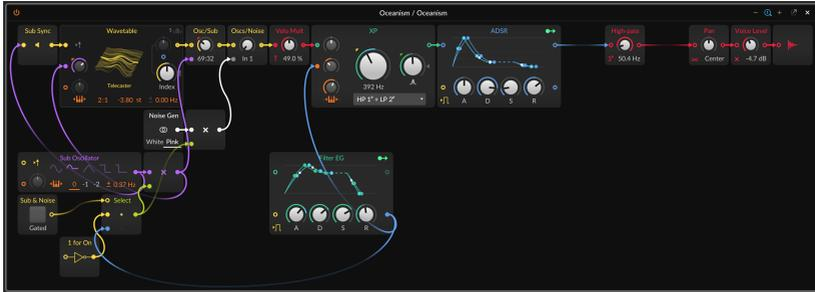 Oceanism / Oceanism
Sub Sync
Wavetable
Osc/Sub
Oscs/Noise
Volu Mult
XP
ADSR
High-pass
Pan
Voice Level
69:32
In 1
49.0 %
50.4 Hz
Center
-4.7 dB
Telecaster
Index
392 Hz
2:1 -3.80 st ± 0.00 Hz
HP 1" ÷ LP 2"
A D S R
Noise Gen
White Pink
Sub Oscillator
Filter EG
0 -1 -2 ± 0.32 Hz
Sub & Noise
Select
A D S R
Gated
1 for On